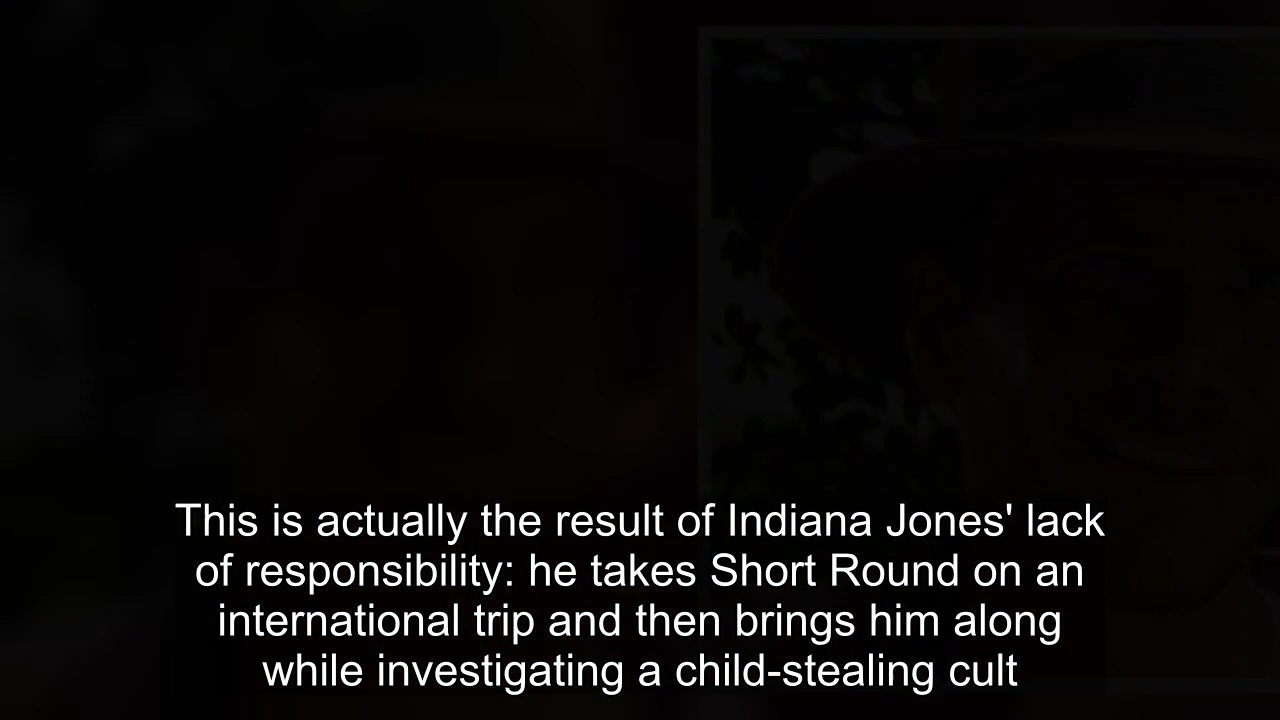 This is actually the result of Indiana Jones' lack
of responsibility: he takes Short Round on an
international trip and then brings him along
while investigating a child-stealing cult